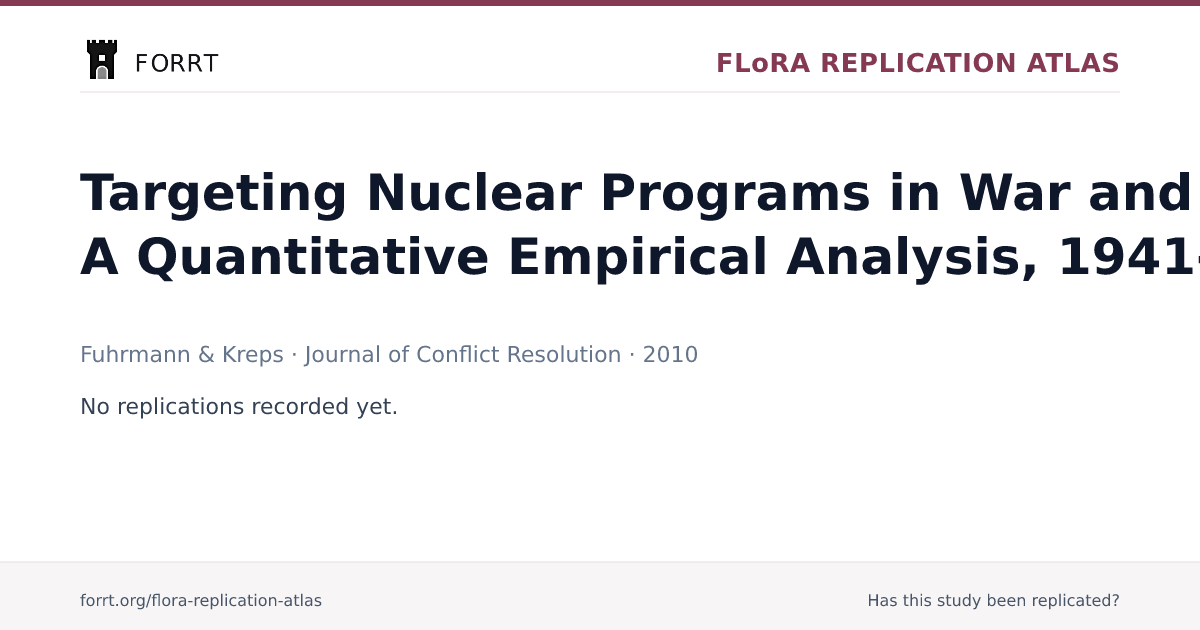 FORRT
FLoRA REPLICATION ATLAS
Targeting Nuclear Programs in War and
A Quantitative Empirical Analysis, 1941-
Fuhrmann & Kreps · Journal of Conflict Resolution · 2010
No replications recorded yet.
forrt.org/flora-replication-atlas
Has this study been replicated?